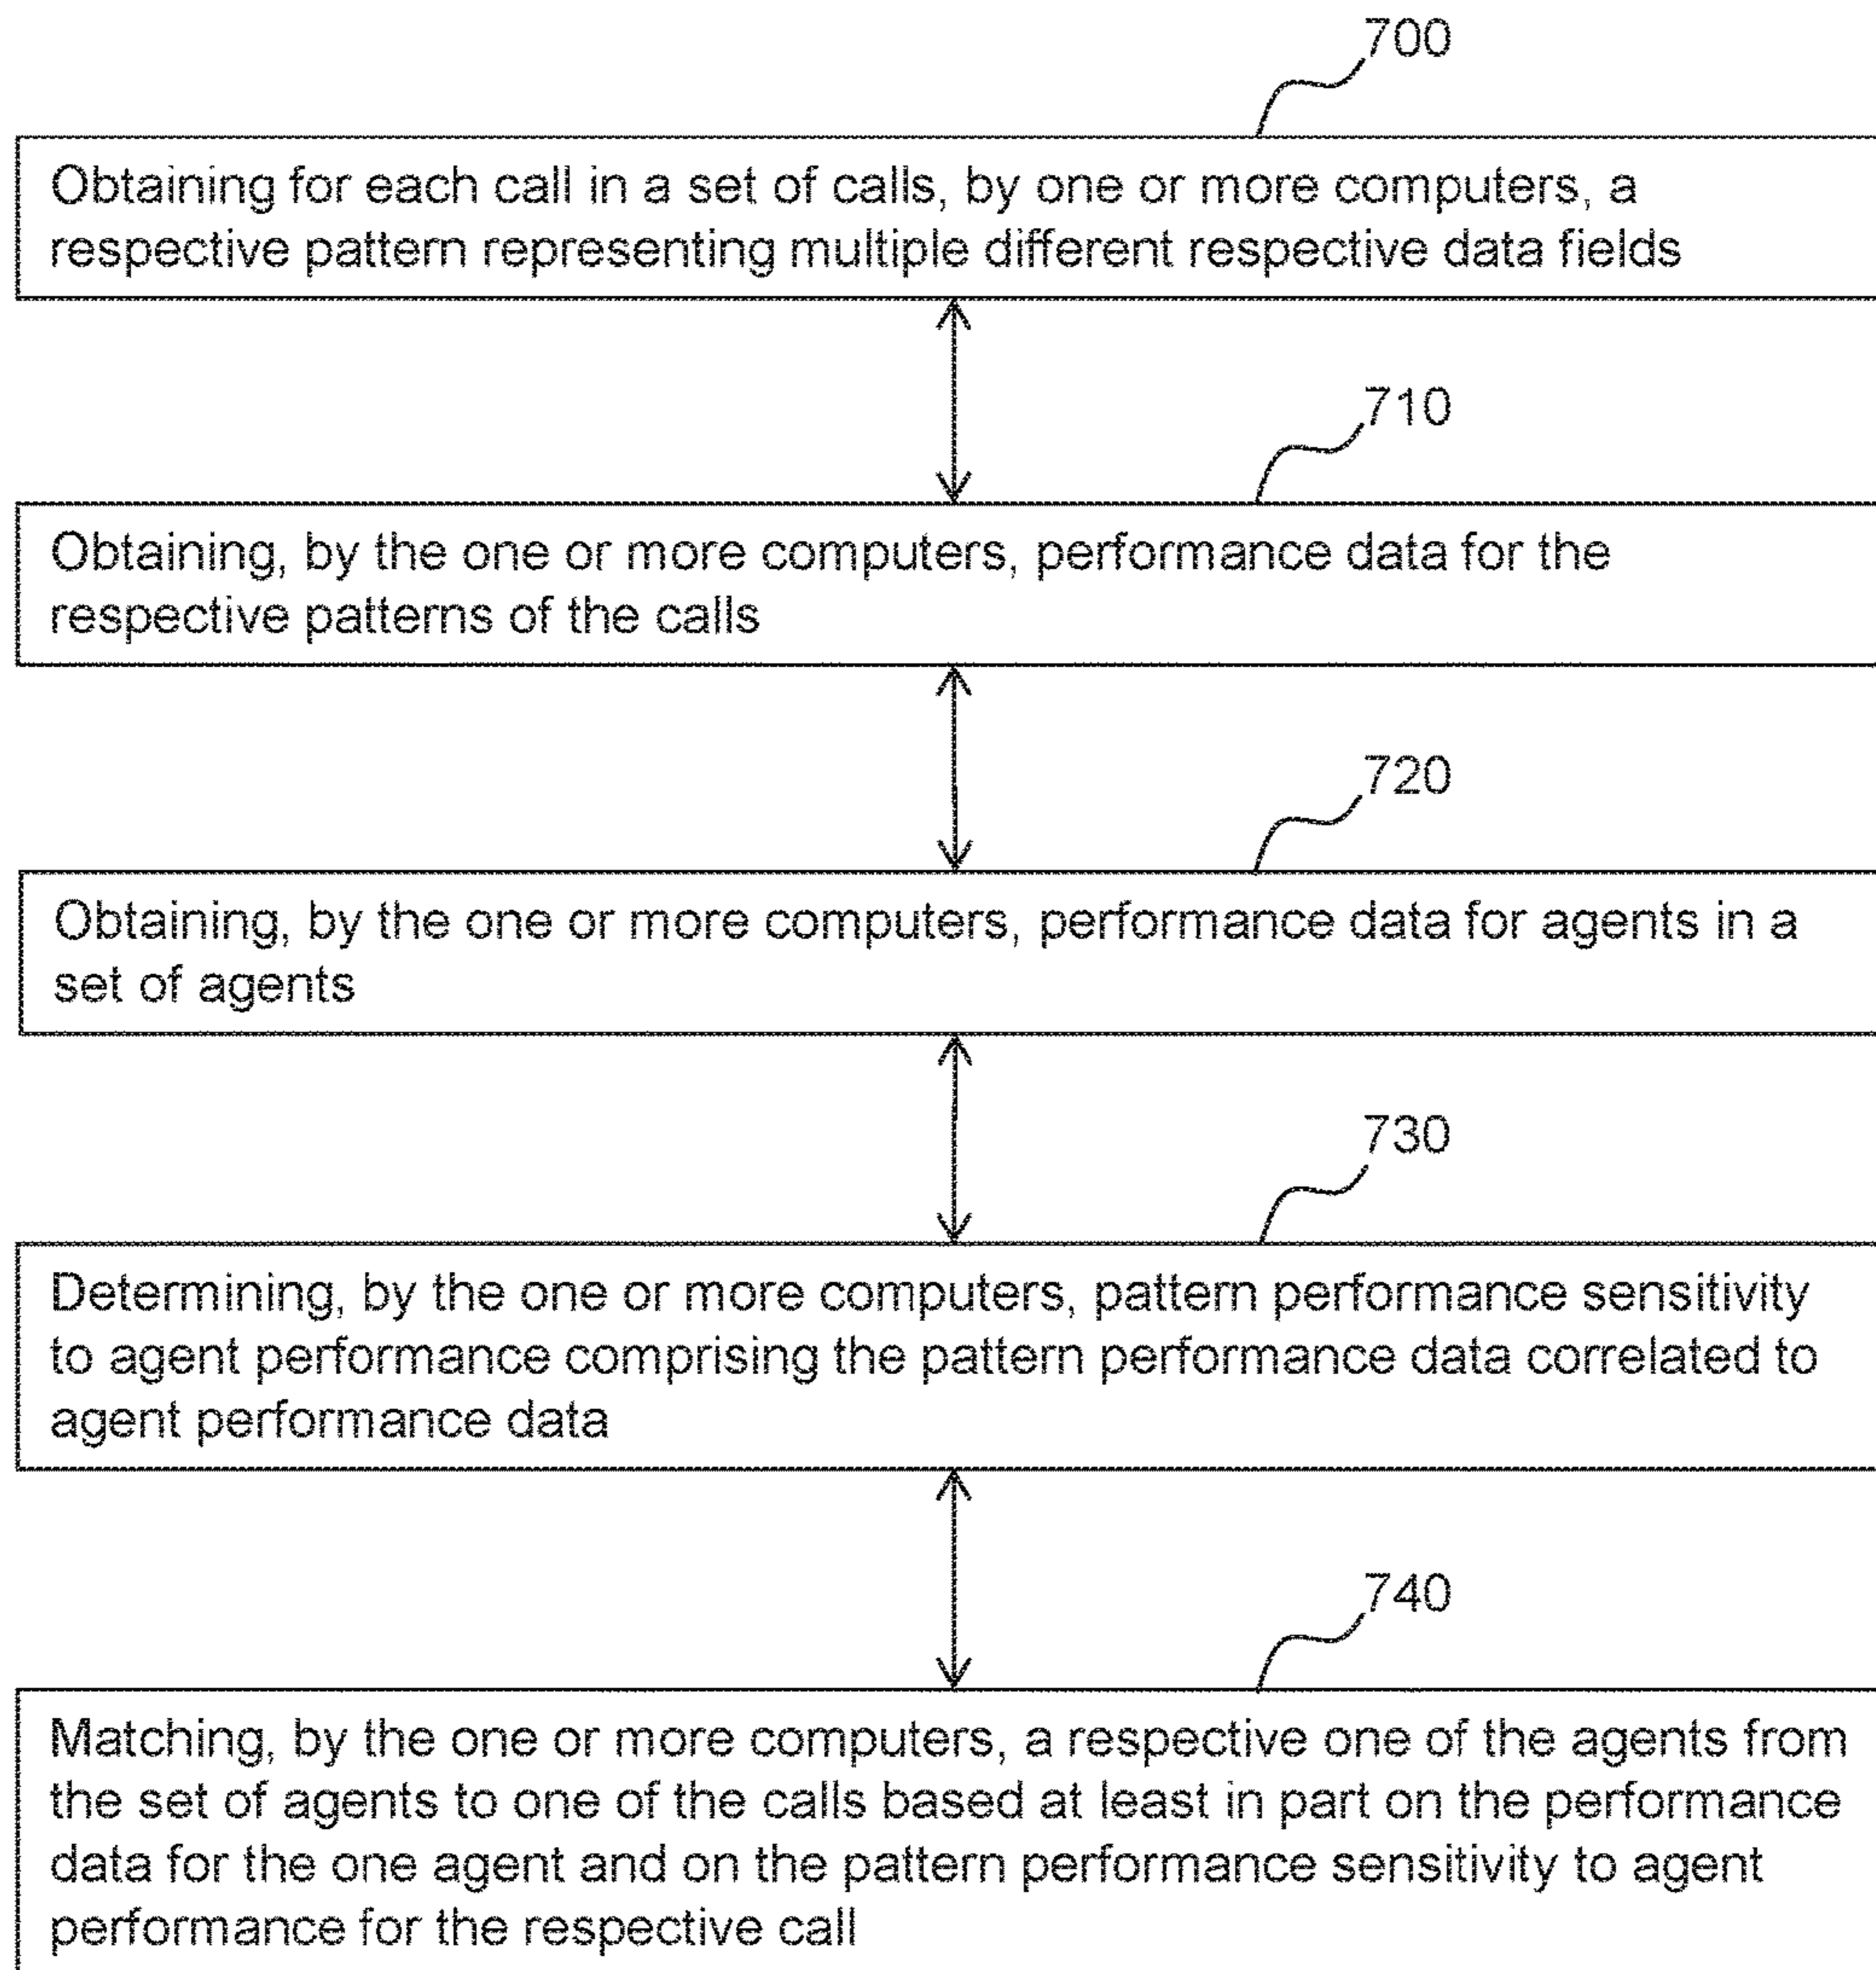 700
Obtaining for each call in a set of calls, by one or more computers, a
respective pattern representing multiple different respective data fields
710
Obtaining, by the one or more computers, performance data for the
respective patterns of the calls
720
Obtaining, by the one or more computers, performance data for agents in a
set of agents
730
Determining, by the one or more computers, pattern performance sensitivity
to agent performance comprising the pattern performance data correlated to
agent performance data
740
Matching, by the one or more computers, a respective one of the agents from
the set of agents to one of the calls based at least in part on the performance
data for the one agent and on the pattern performance sensitivity to agent
performance for the respective call